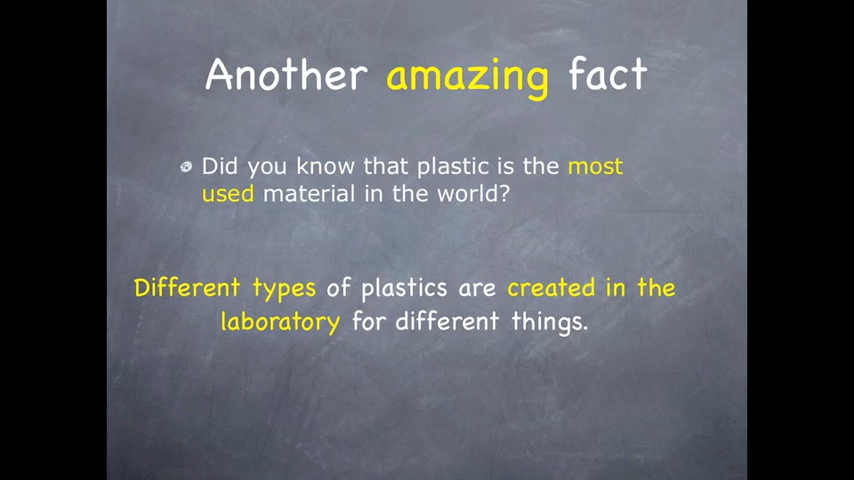 Another amazing fact
Did you know that plastic is the most
used material in the world?
Different types of plastics are created in the
laboratory for different things.